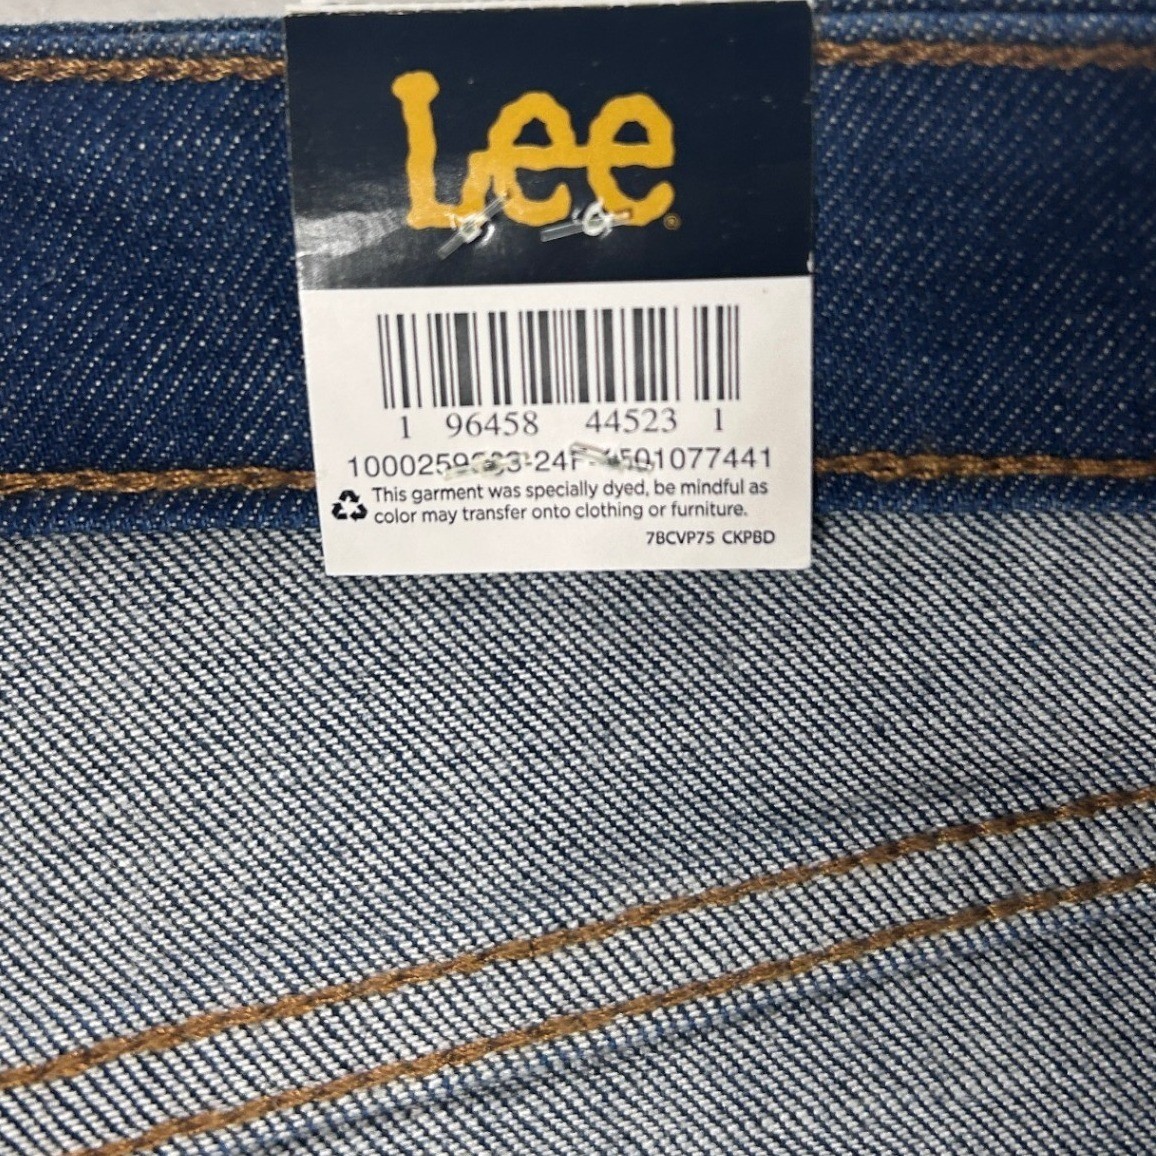 Lee®
1 96458 44523 1
1077441
This garment was specially dyed, be mindful as
color may transfer onto clothing or furniture.
7BCVP75 CKPBD